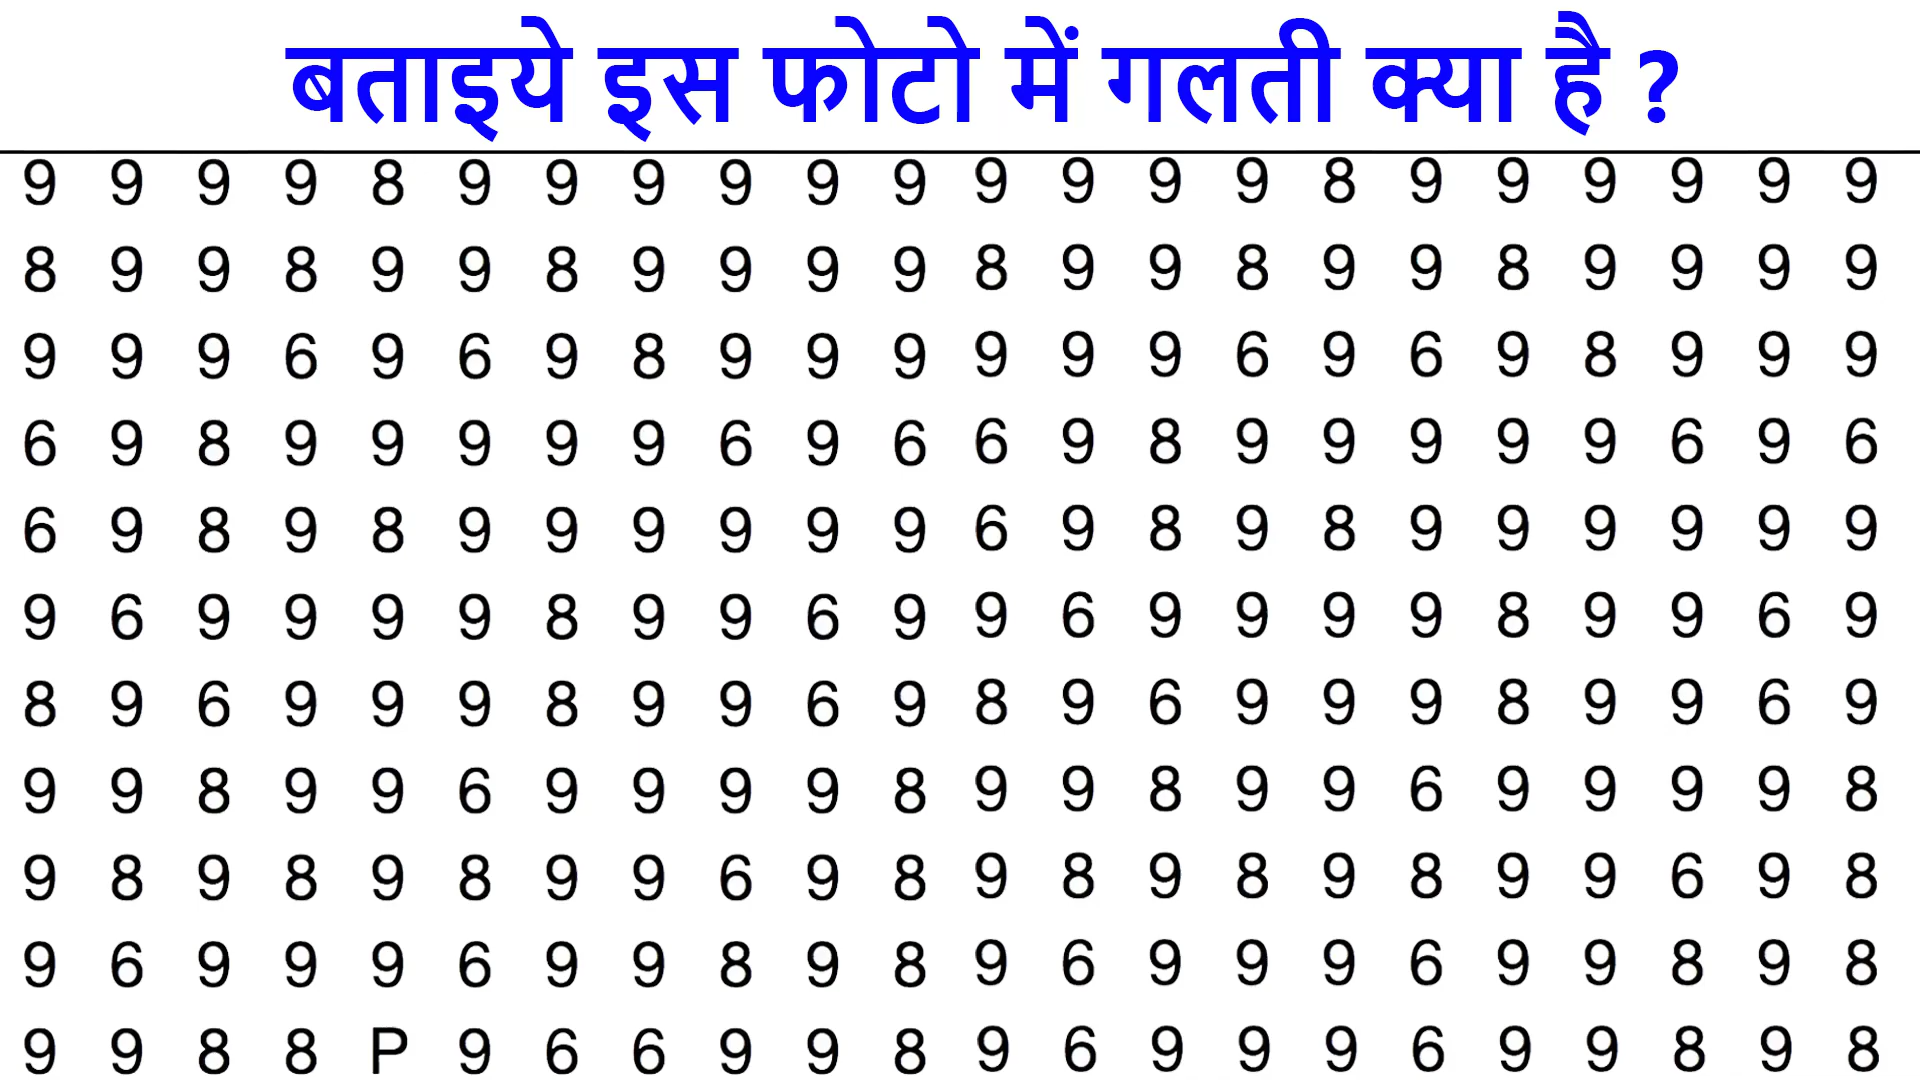 बताइये इस फोटो में गलती क्या है ?
9 9 9 9 8 9 9 9 9 9 9 9 9 9 9 8 9 9 9 9 9 9
8 9 9 8 9 9 8 9 9 9 9 8 9 9 8 9 9 8 9 9 9 9
9 9 9 6 9 6 9 8 9 9 9 9 9 9 6 9 6 9 8 9 9 9
6 9 8 9 9 9 9 9 6 9 6 6 9 8 9 9 9 9 9 6 9 6
6 9 8 9 8 9 9 9 9 9 9 6 9 8 9 8 9 9 9 9 9 9
9 6 9 9 9 9 8 9 9 6 9 9 6 9 9 9 9 8 9 9 6 9
8 9 6 9 9 9 8 9 9 6 9 8 9 6 9 9 9 8 9 9 6 9
9 9 8 9 9 6 9 9 9 9 8 9 9 8 9 9 6 9 9 9 9 8
9 8 9 8 9 8 9 9 6 9 8 9 8 9 8 9 8 9 9 6 9 8
9 6 9 9 9 6 9 9 8 9 8 9 6 9 9 9 6 9 9 8 9 8
9 9 8 8 P 9 6 6 9 9 8 9 6 9 9 9 6 9 9 8 9 8